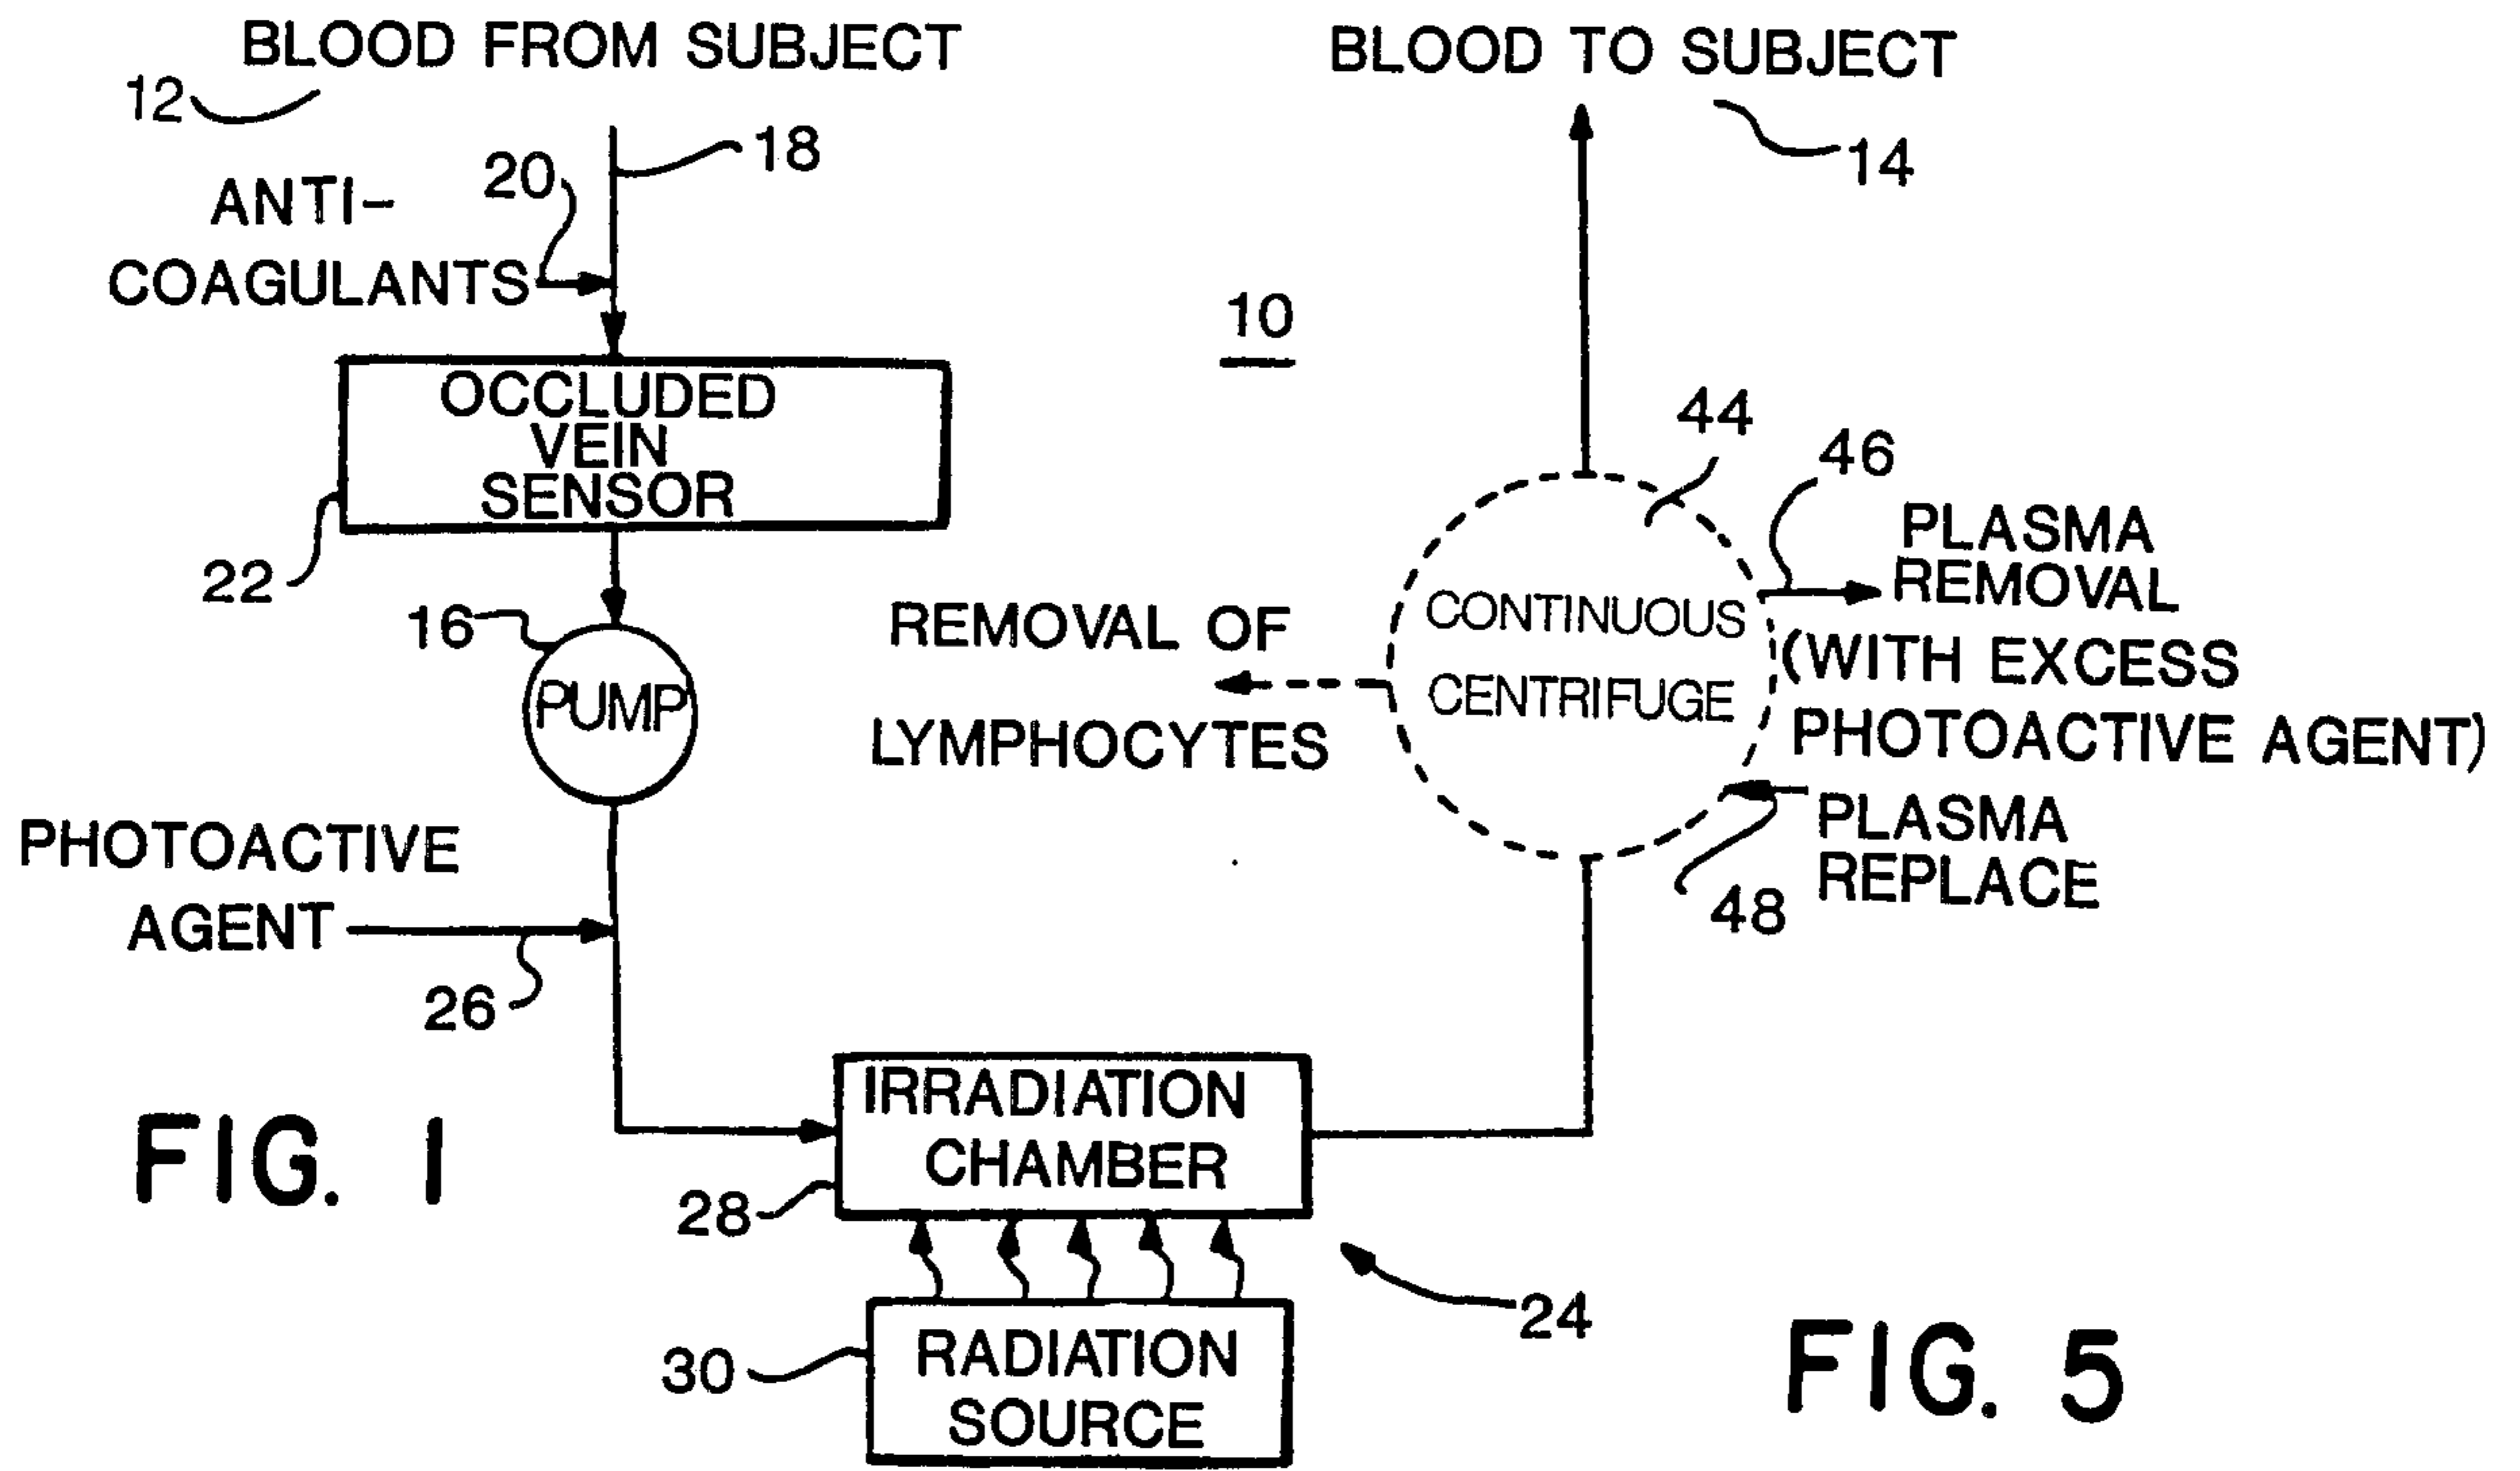 BLOOD FROM SUBJECT
BLOOD TO SUBJECT
12
18
14
20
ANTI-
COAGULANTS
10
OCCLUDED
VEIN
SENSOR
22
44
46
PLASMA
REMOVAL
(WITH EXCESS
PHOTOACTIVE AGENT)
16
PUMP
REMOVAL OF
LYMPHOCYTES
CONTINUOUS
CENTRIFUGE
PLASMA
REPLACE
48
PHOTOACTIVE
AGENT
26
IRRADIATION
CHAMBER
28
FIG. 1
24
30
RADIATION
SOURCE
FIG. 5